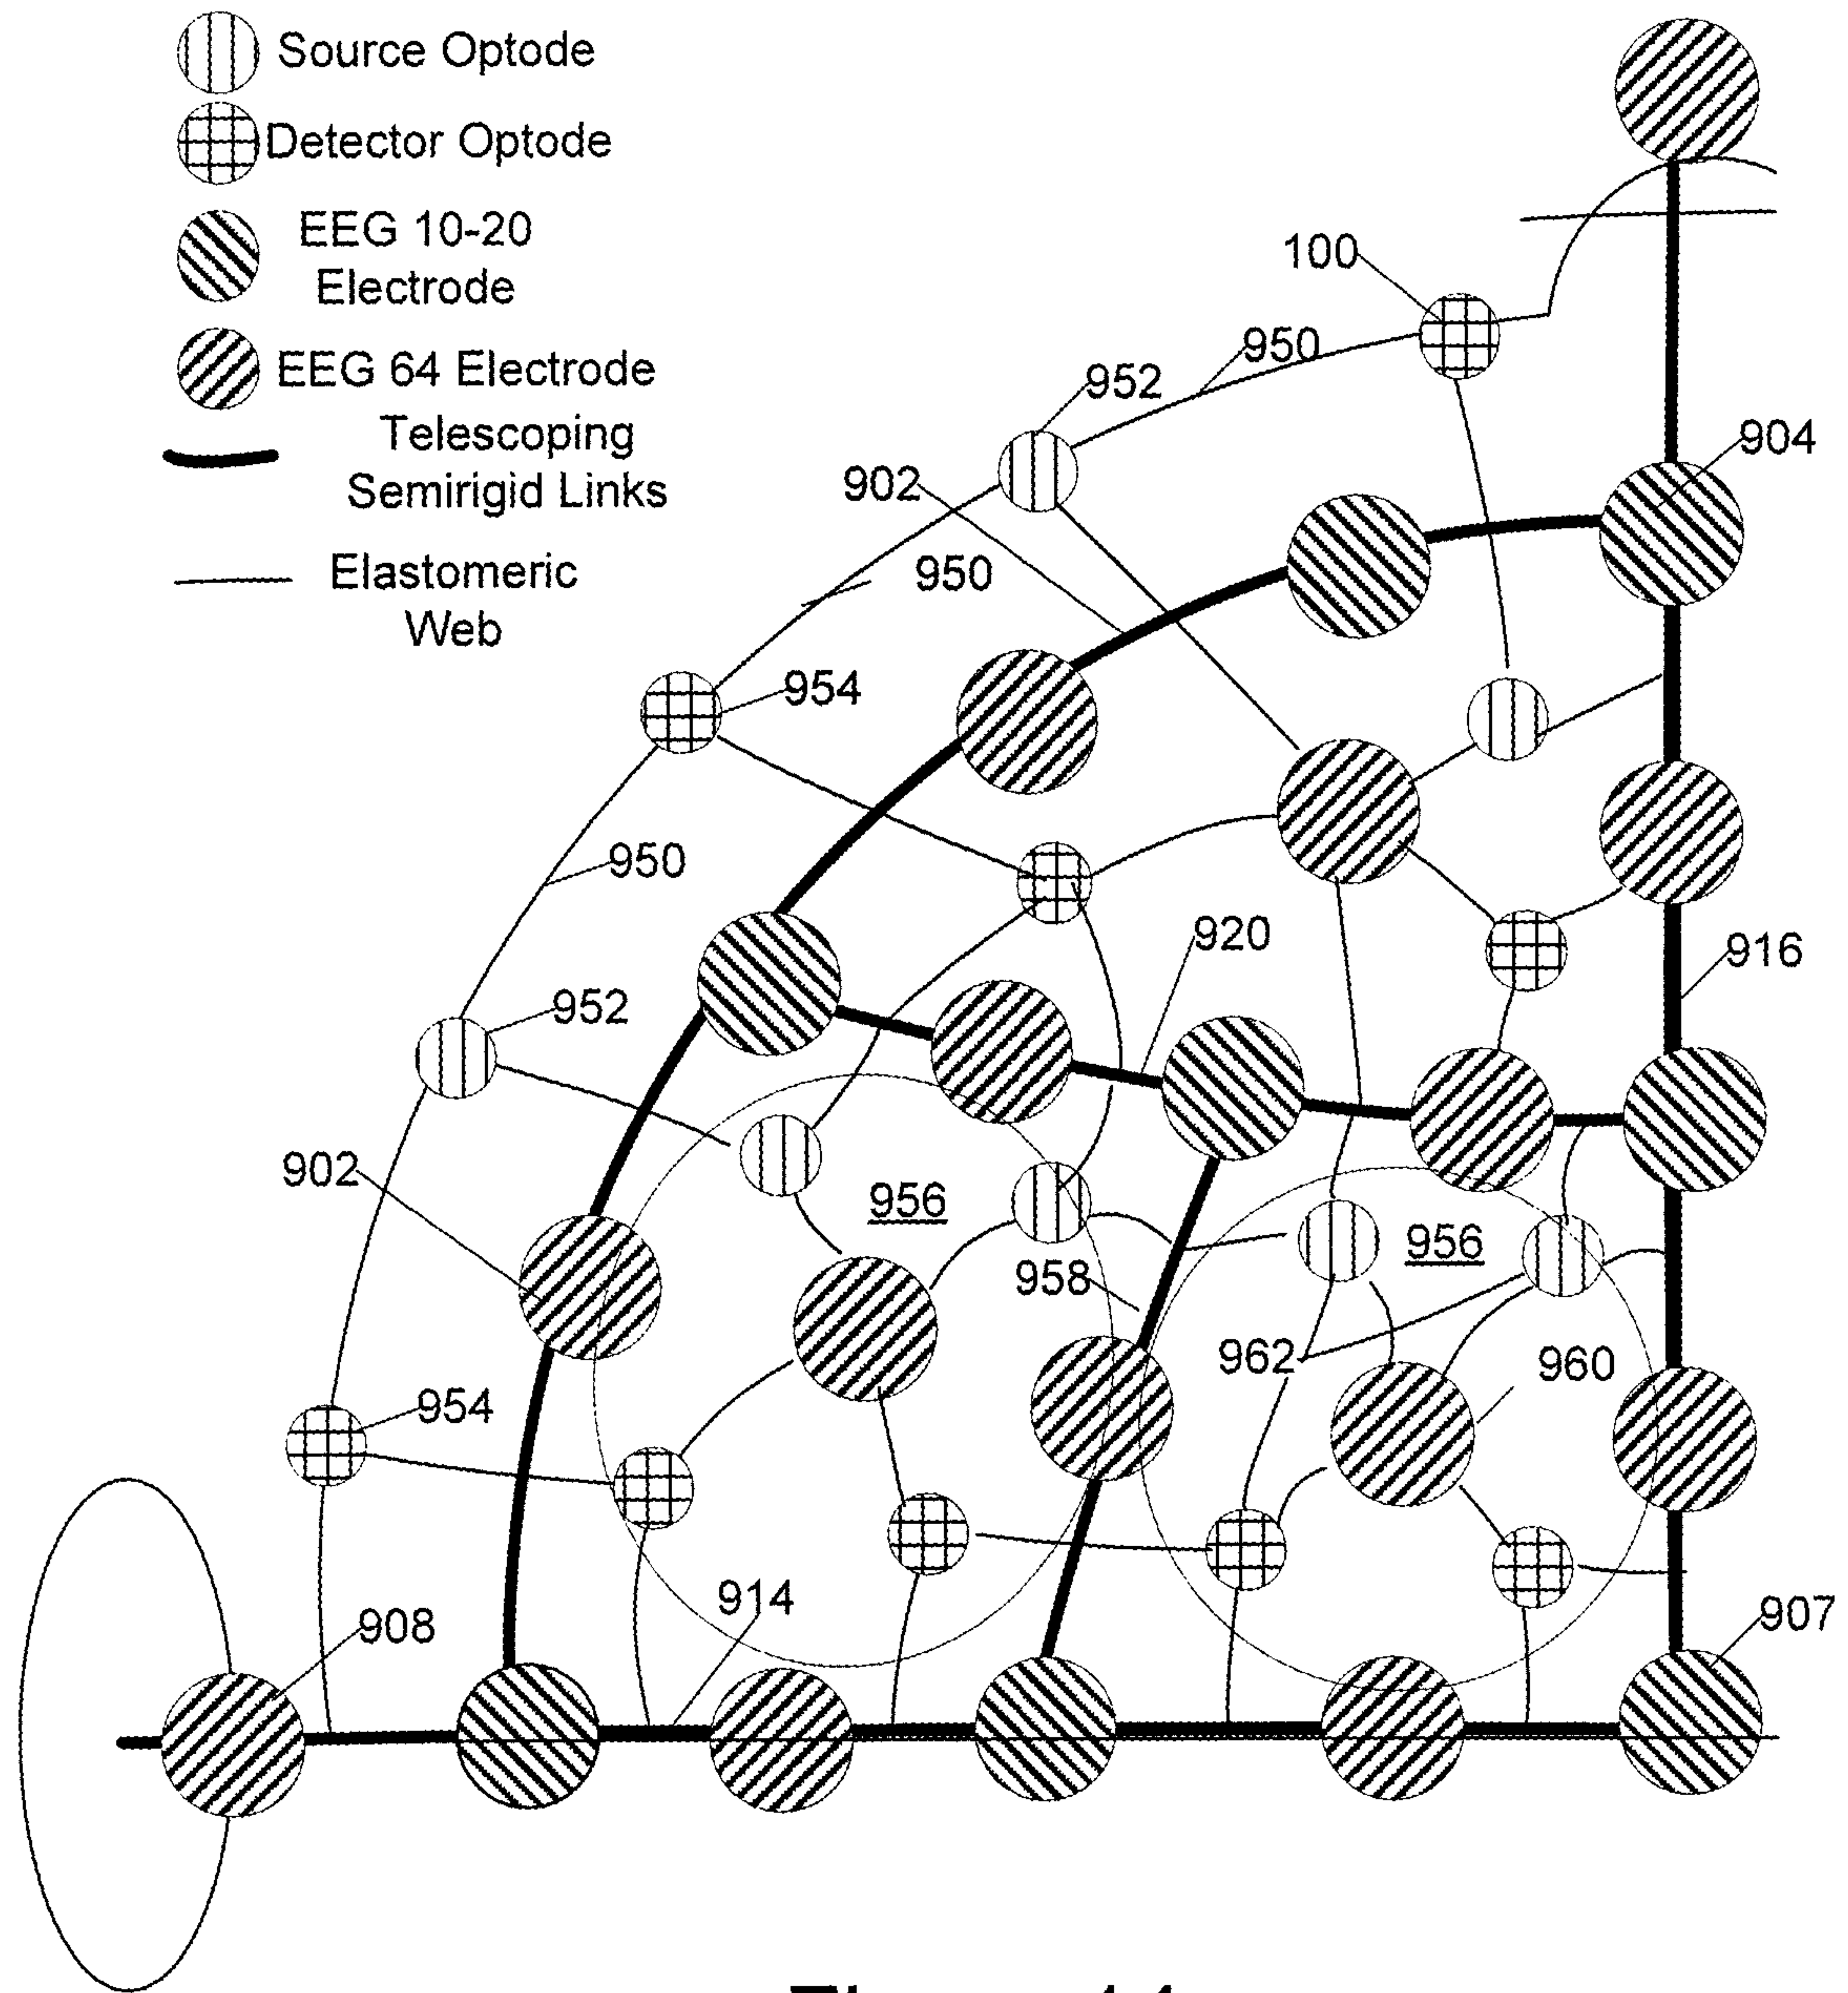 Source Optode
Detector Optode
EEG 10-20
Electrode
EEG 64 Electrode
Telescoping
Semirigid Links
Elastomeric
Web
100
950
952
904
902
950
954
950
920
916
952
902
956
956
958
962
960
954
914
908
907